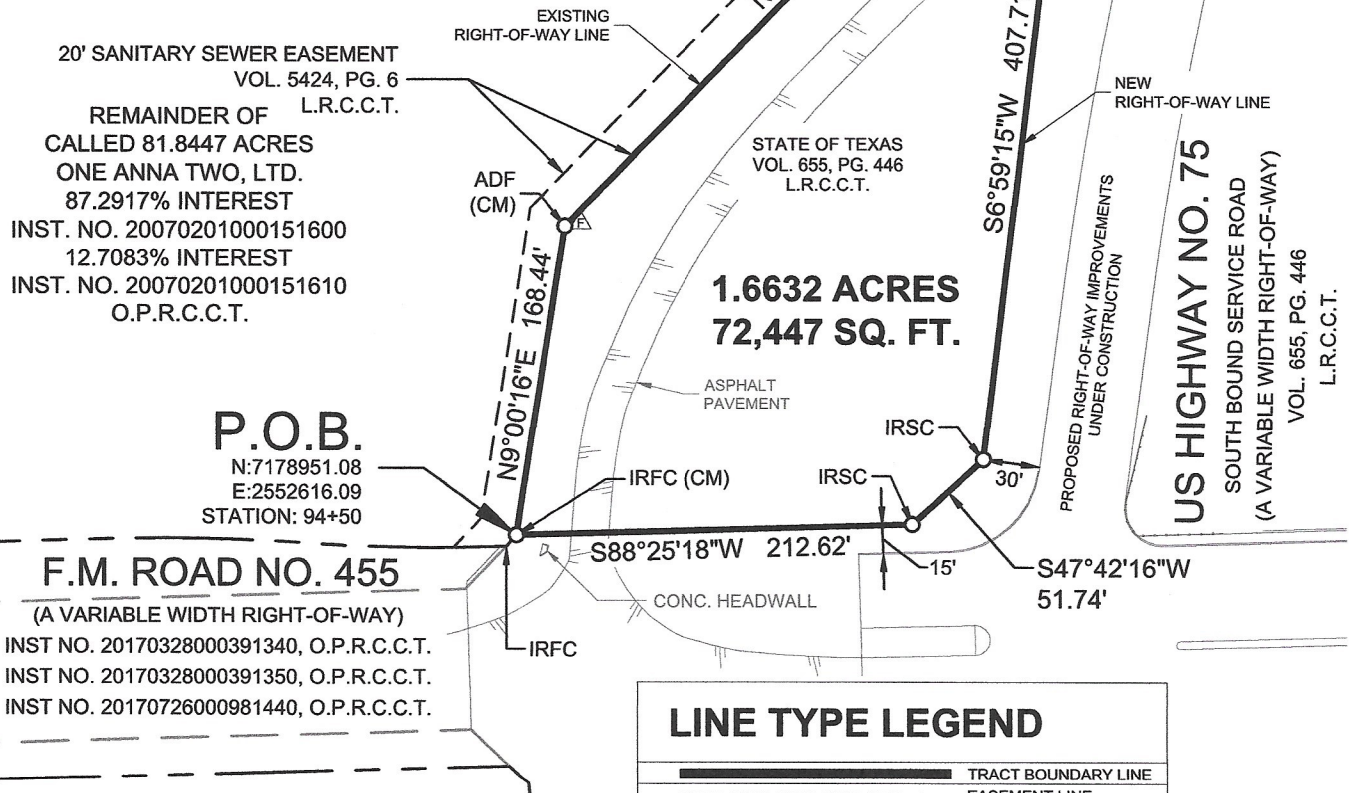 EXISTING
RIGHT-OF-WAY LINE
20' SANITARY SEWER EASEMENT
VOL. 5424, PG. 6
L.R.C.C.T.
REMAINDER OF
CALLED 81.8447 ACRES
ONE ANNA TWO, LTD.
87.2917% INTEREST
INST. NO. 20070201000151600
12.7083% INTEREST
INST. NO. 20070201000151610
O.P.R.C.C.T.
ADF
(CM)
F
STATE OF TEXAS
VOL. 655, PG. 446
L.R.C.C.T.
S6°59'15"W 407.71
NEW
RIGHT-OF-WAY LINE
PROPOSED RIGHT-OF-WAY IMPROVEMENTS
UNDER CONSTRUCTION
US HIGHWAY NO. 75
SOUTH BOUND SERVICE ROAD
(A VARIABLE WIDTH RIGHT-OF-WAY)
VOL. 655, PG. 446
L.R.C.C.T.
N9°00'16"E 168.44'
1.6632 ACRES
72,447 SQ. FT.
ASPHALT
PAVEMENT
P.O.B.
N:7178951.08
E:2552616.09
STATION: 94+50
IRFC (CM)
IRSC
IRSC
30'
S88°25'18"W 212.62'
15'
S47°42'16"W
51.74'
CONC. HEADWALL
IRFC
F.M. ROAD NO. 455
(A VARIABLE WIDTH RIGHT-OF-WAY)
INST NO. 20170328000391340, O.P.R.C.C.T.
INST NO. 20170328000391350, O.P.R.C.C.T.
INST NO. 20170726000981440, O.P.R.C.C.T.
LINE TYPE LEGEND
TRACT BOUNDARY LINE
EASEMENT LINE